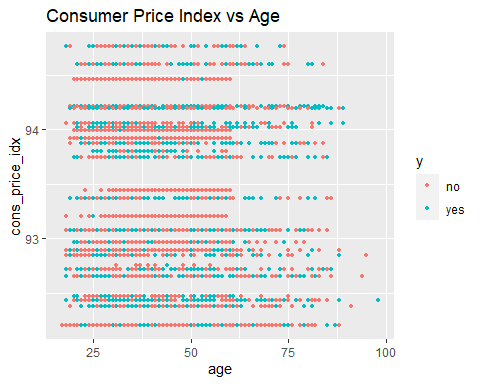 Consumer Price Index vs Age
cons_price_idx
94
93
25
50
75
100
age
y
no
yes